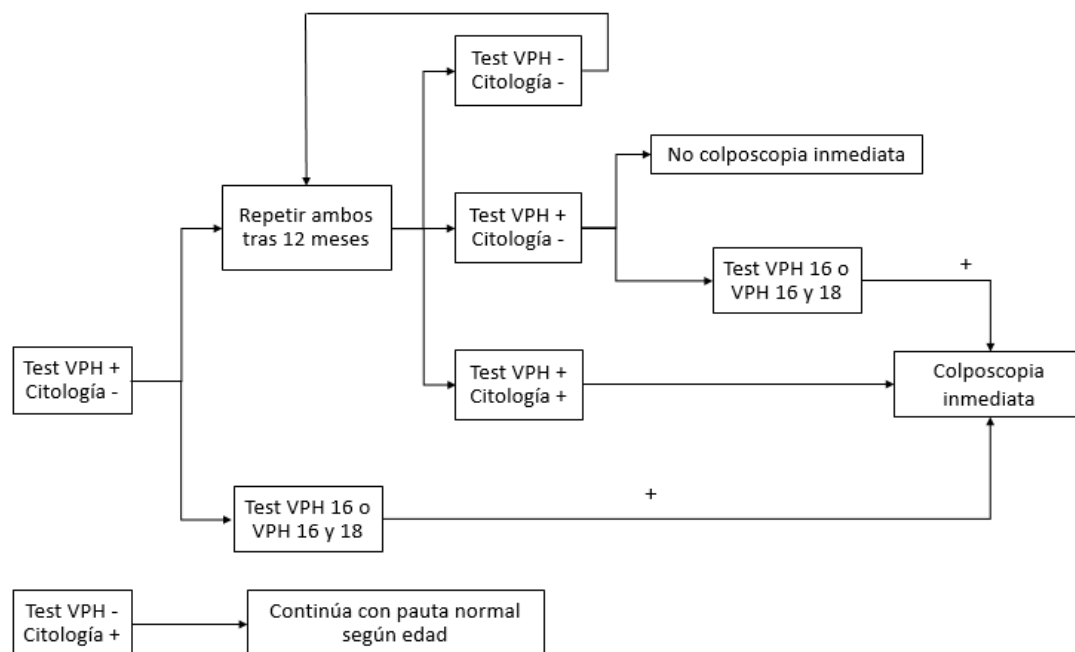 Test VPH -
Citología -
No colposcopia inmediata
Repetir ambos
tras 12 meses
Test VPH +
Citología -
Test VPH 16 o
VPH 16 y 18
+
Test VPH +
Citología -
Test VPH +
Citología +
Colposcopia
inmediata
Test VPH 16 o
VPH 16 y 18
+
Test VPH -
Citología +
Continúa con pauta normal
según edad